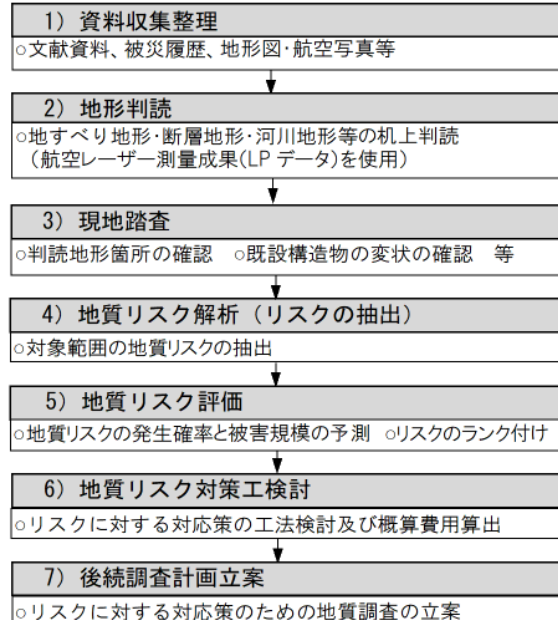 1) 資料収集整理
○文献資料、被災履歴、地形図・航空写真等
2) 地形判読
○地すべり地形・断層地形・河川地形等の机上判読
(航空レーザー測量成果(LP データ)を使用)
3) 現地踏査
○判読地形箇所の確認 ○既設構造物の変状の確認 等
4) 地質リスク解析（リスクの抽出）
○対象範囲の地質リスクの抽出
5) 地質リスク評価
○地質リスクの発生確率と被害規模の予測 ○リスクのランク付け
6) 地質リスク対策工検討
○リスクに対する対応策の工法検討及び概算費用算出
7) 後続調査計画立案
○リスクに対する対応策のための地質調査の立案